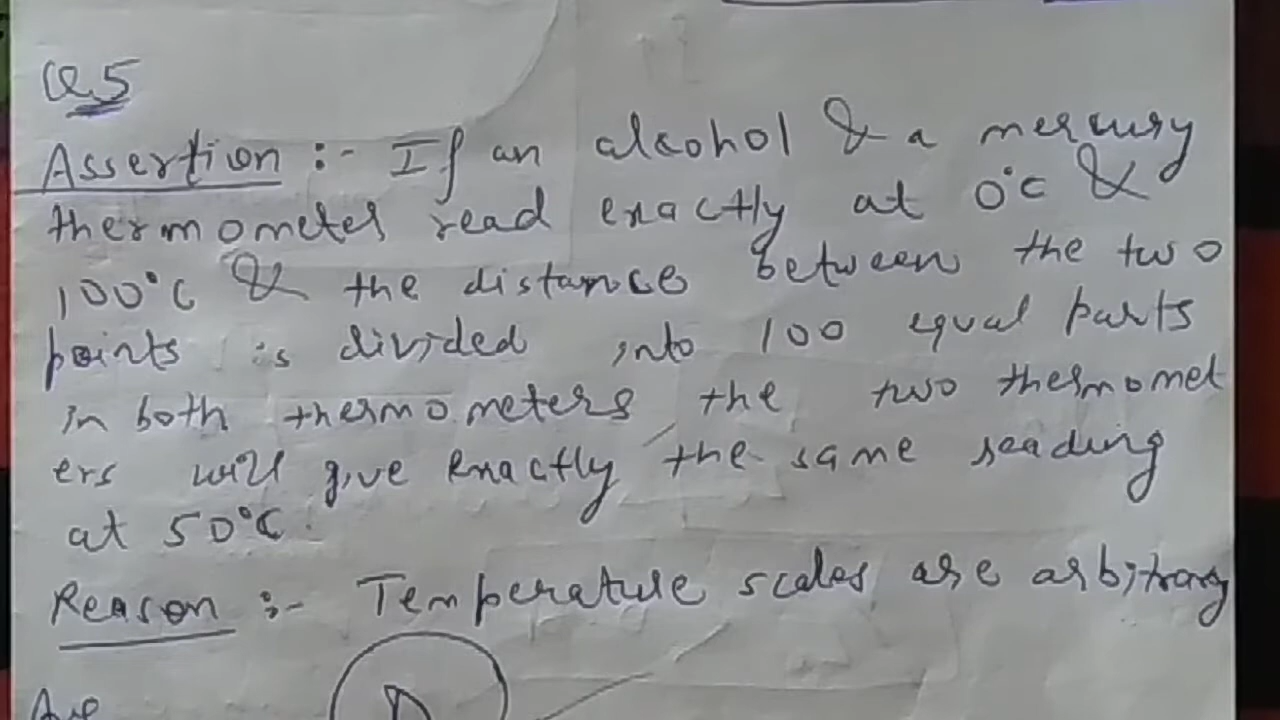 Q5
Assertion :- If an alcohol & a mercury
thermometer read exactly at 0°C &
100°C & the distance between the two
points is divided into 100 equal parts
in both thermometers the two thermomet
ers will give exactly the same reading
at 50°C.
Reason :- Temperature scales are arbitrary
Ans
D